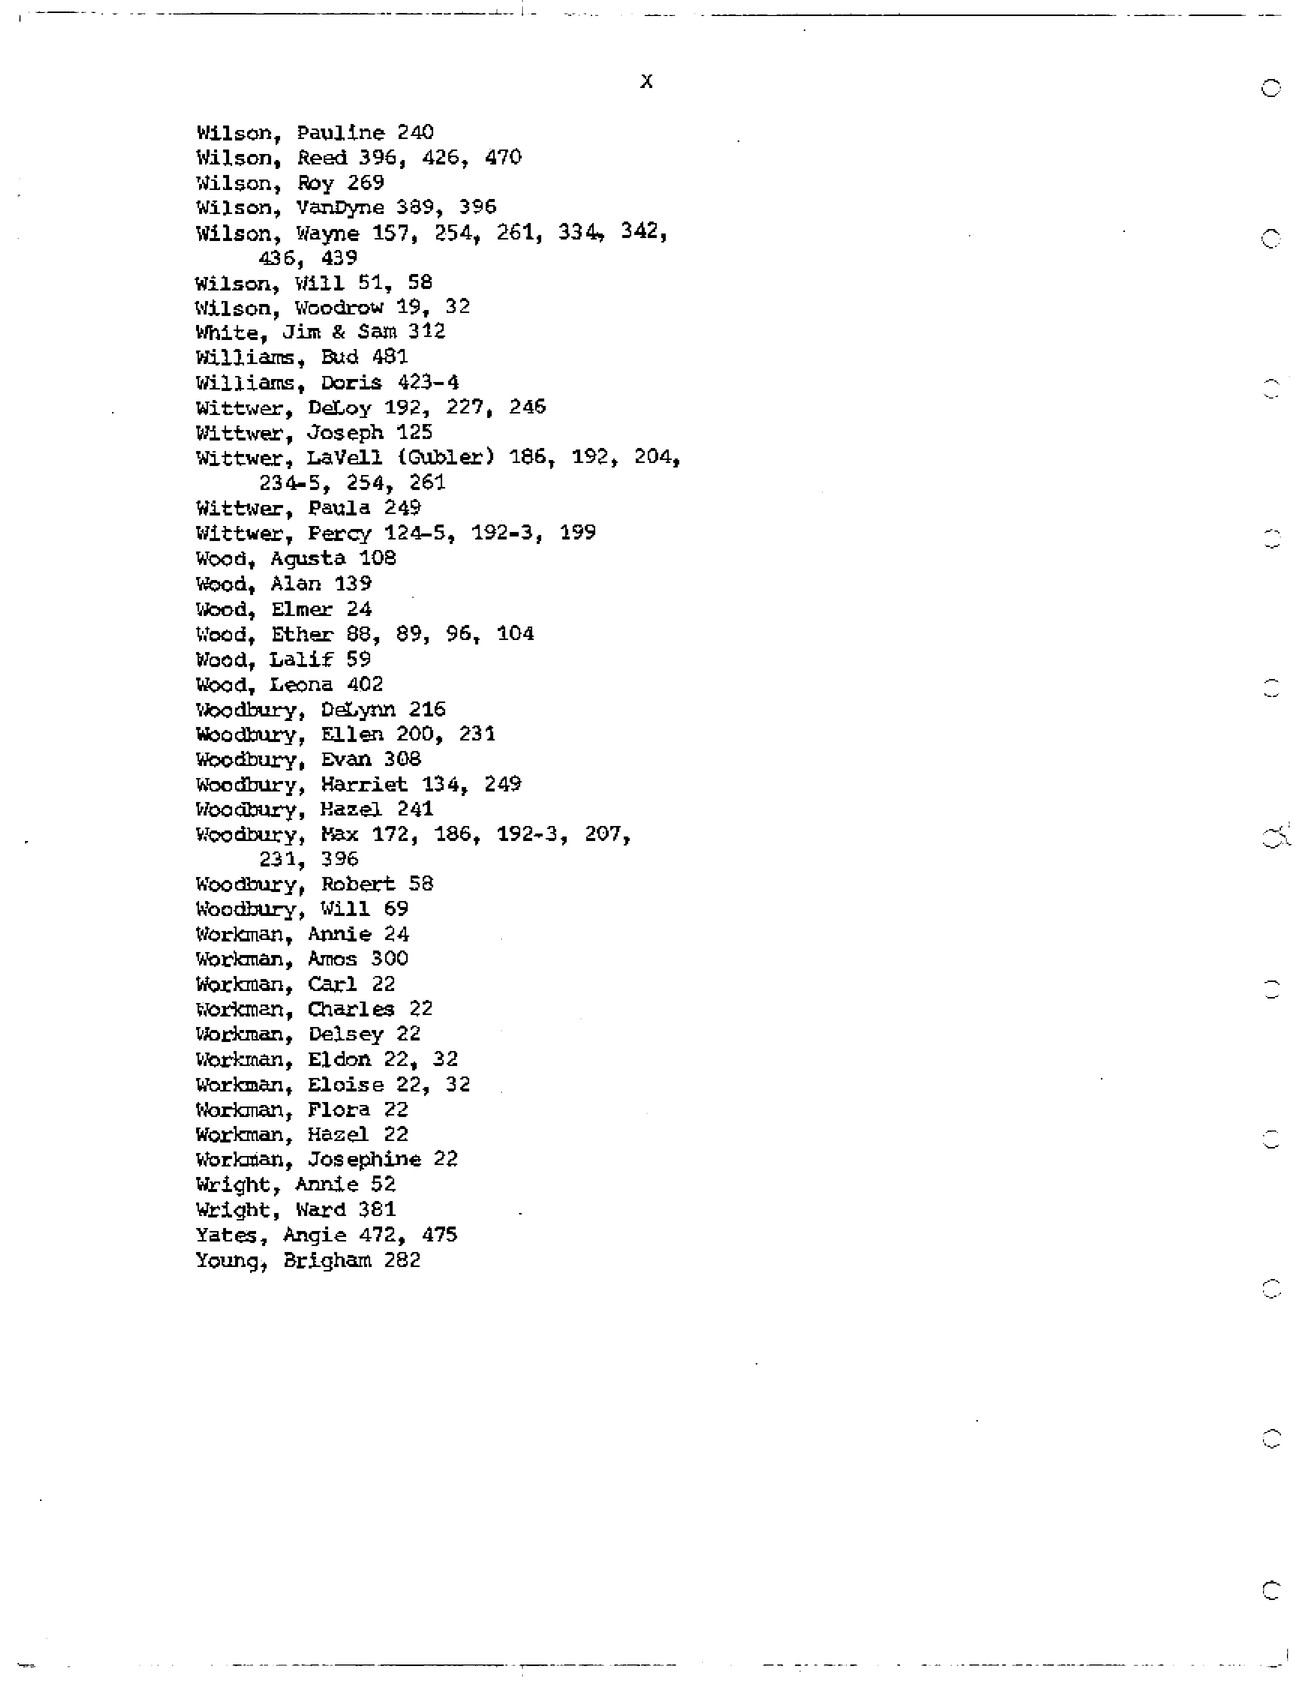 X
Wilson, Pauline 240
Wilson, Reed 396, 426, 470
Wilson, Roy 269
Wilson, VanDyne 389, 396
Wilson, Wayne 157, 254, 261, 334, 342,
436, 439
Wilson, Will 51, 58
Wilson, Woodrow 19, 32
White, Jim & Sam 312
Williams, Bud 481
Williams, Doris 423-4
Wittwer, DeLoy 192, 227, 246
Wittwer, Joseph 125
Wittwer, LaVell (Gubler) 186, 192, 204,
234-5, 254, 261
Wittwer, Paula 249
Wittwer, Percy 124-5, 192-3, 199
Wood, Agusta 108
Wood, Alan 139
Wood, Elmer 24
Wood, Ether 88, 89, 96, 104
Wood, Lalif 59
Wood, Leona 402
Woodbury, DeLynn 216
Woodbury, Ellen 200, 231
Woodbury, Evan 308
Woodbury, Harriet 134, 249
Woodbury, Hazel 241
Woodbury, Max 172, 186, 192-3, 207,
231, 396
Woodbury, Robert 58
Woodbury, Will 69
Workman, Annie 24
Workman, Amos 300
Workman, Carl 22
Workman, Charles 22
Workman, Delsey 22
Workman, Eldon 22, 32
Workman, Eloise 22, 32
Workman, Flora 22
Workman, Hazel 22
Workman, Josephine 22
Wright, Annie 52
Wright, Ward 381
Yates, Angie 472, 475
Young, Brigham 282